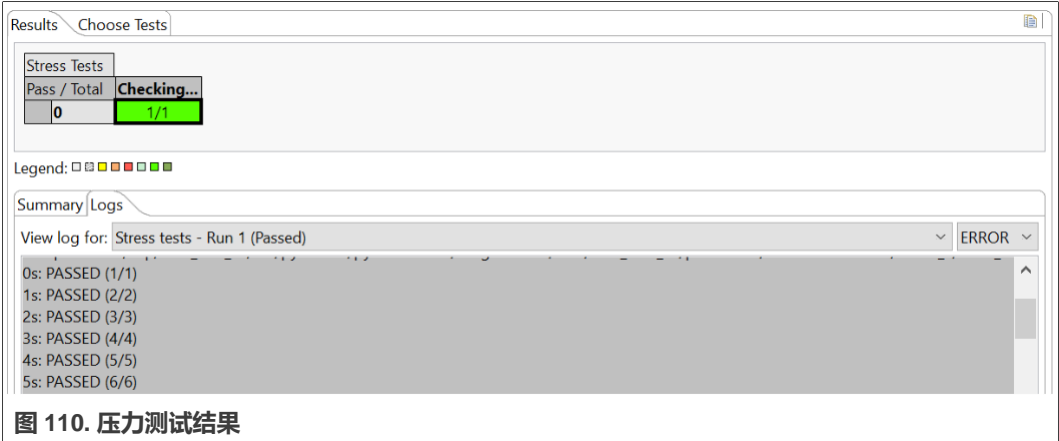 Results Choose Tests
Stress Tests
Pass / Total Checking...
0 1/1
Legend:
Summary Logs
View log for: Stress tests - Run 1 (Passed) ERROR
0s: PASSED (1/1)
1s: PASSED (2/2)
2s: PASSED (3/3)
3s: PASSED (4/4)
4s: PASSED (5/5)
5s: PASSED (6/6)
图 110. 压力测试结果